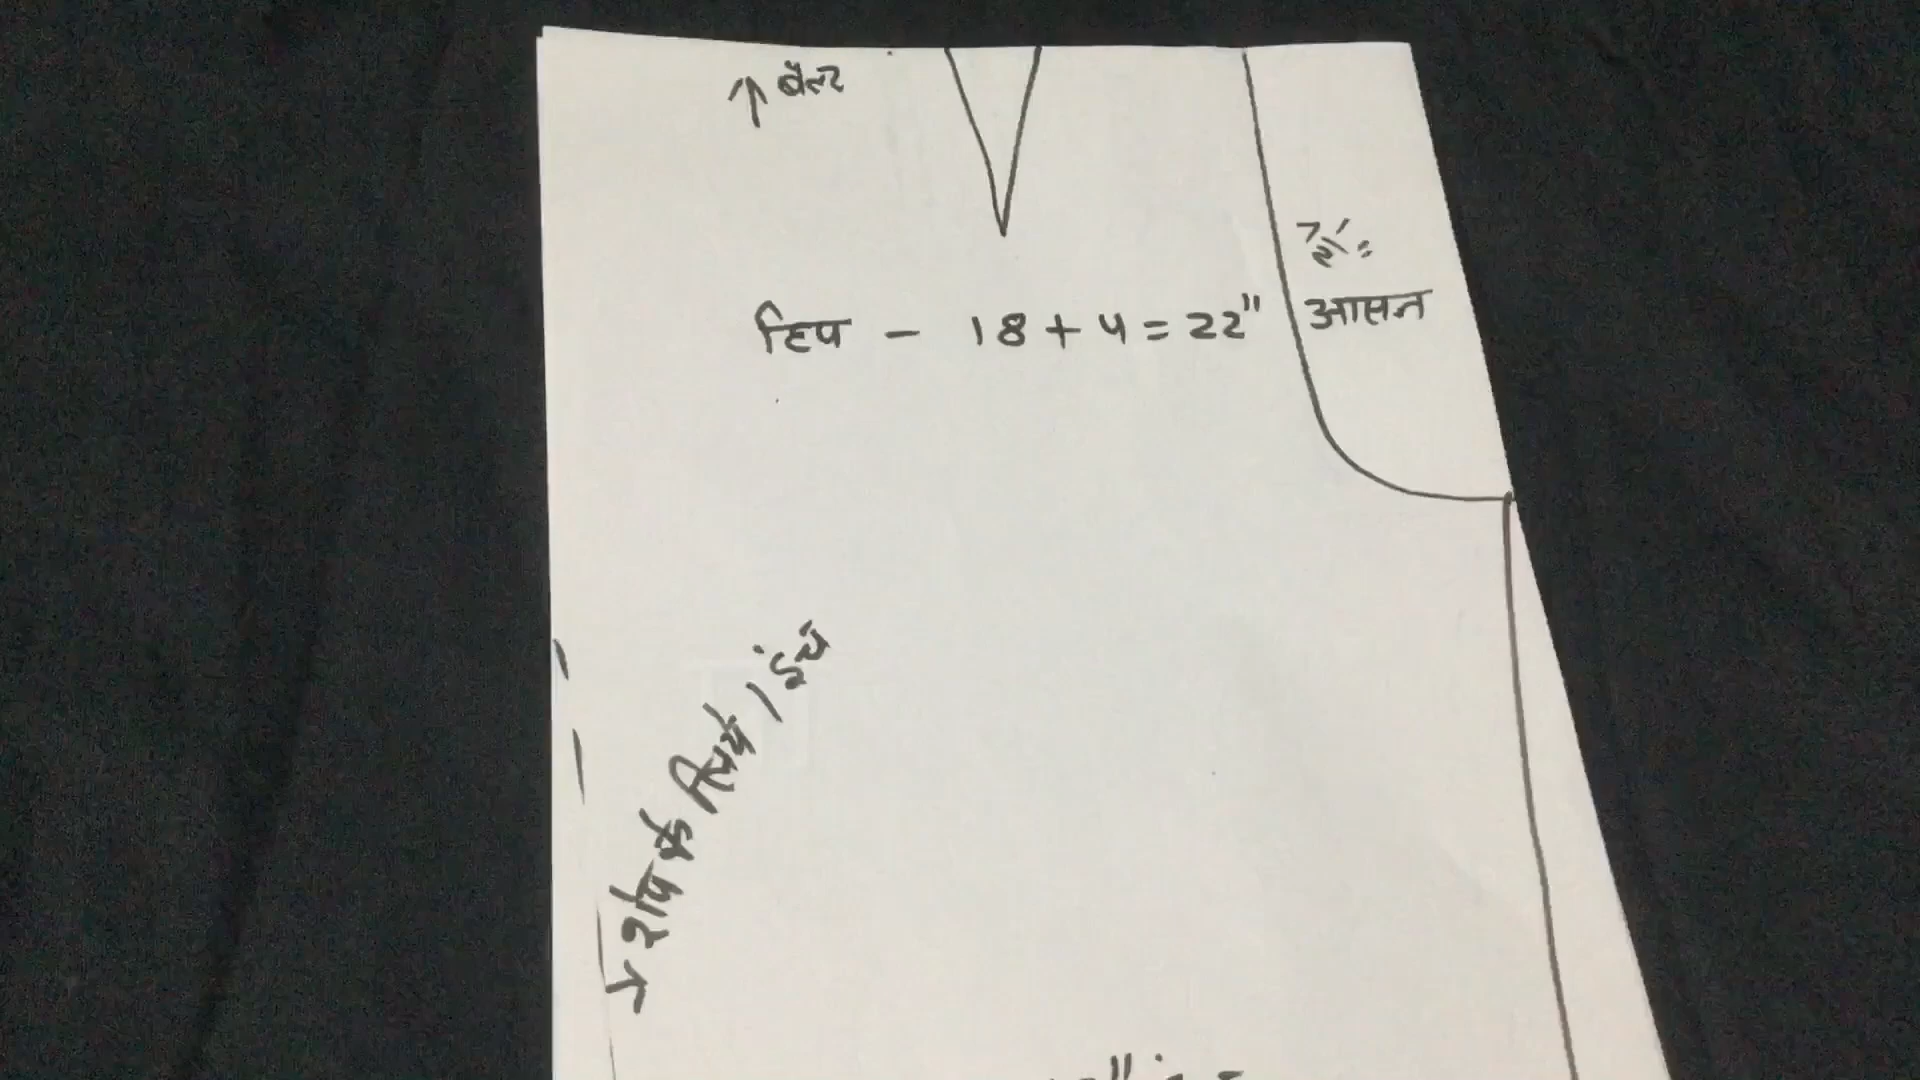 ↑ बॅल्ट
हिप - 18 + 4 = 22"
आसन
शेप के लिये 1 इंच